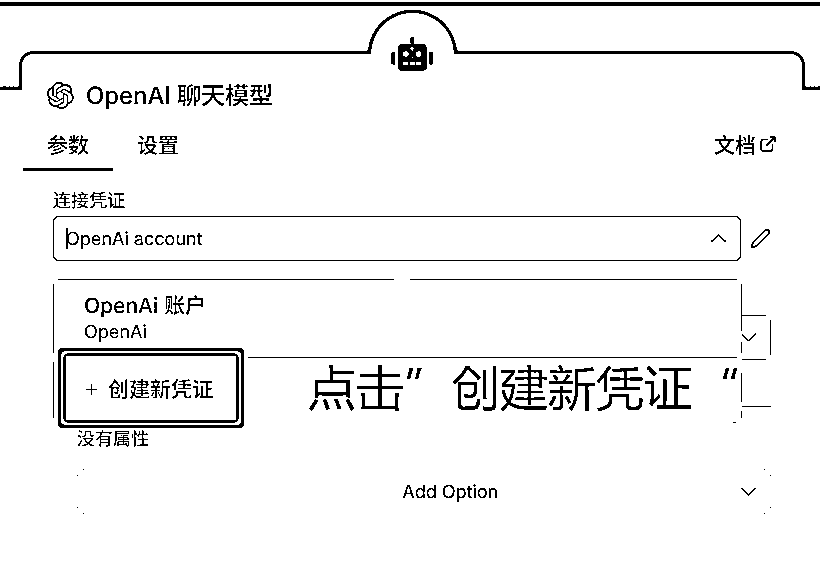 OpenAI 聊天模型
参数 设置 文档
连接凭证
OpenAi account
OpenAi 账户
OpenAi
+ 创建新凭证
点击” 创建新凭证 “
没有属性
Add Option